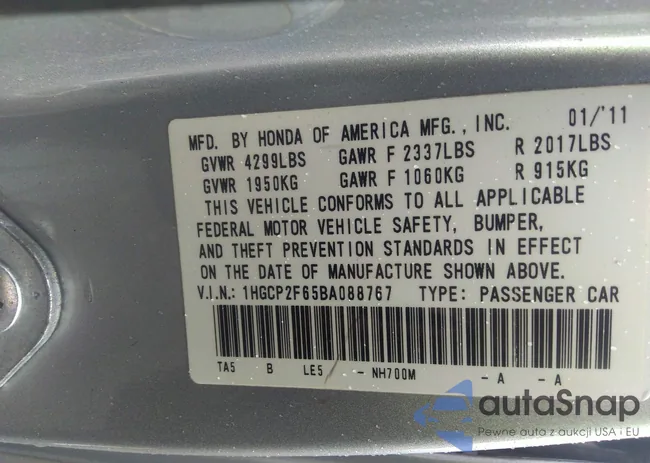 MFD. BY HONDA OF AMERICA MFG., INC. 01/'11
GVWR 4299LBS GAWR F 2337LBS R 2017LBS
GVWR 1950KG GAWR F 1060KG R 915KG
THIS VEHICLE CONFORMS TO ALL APPLICABLE
FEDERAL MOTOR VEHICLE SAFETY, BUMPER,
AND THEFT PREVENTION STANDARDS IN EFFECT
ON THE DATE OF MANUFACTURE SHOWN ABOVE.
V.I.N.: 1HGCP2F65BA088767 TYPE: PASSENGER CAR
TA5 B LE5 - NH700M - A - A
autoSnap
Pewne auta z aukcji USA i EU